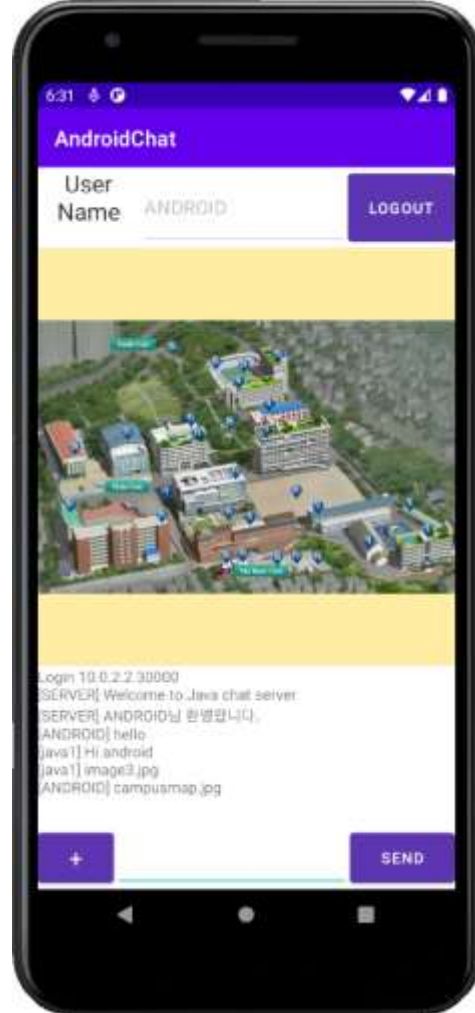 6:31
AndroidChat
User
Name
ANDROID
LOGOUT
Login 10.0.2.2 30000
[SERVER] Welcome to Java chat server
[SERVER] ANDROID님 환영합니다.
[ANDROID] hello
[java1] Hi android
[java1] image3.jpg
[ANDROID] campusmap.jpg
+
SEND